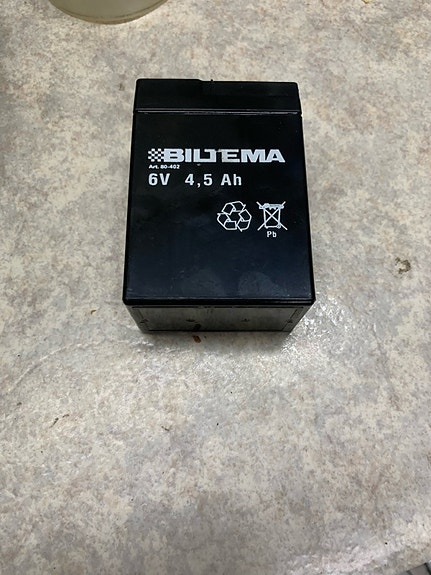 BILTEMA
Art. 80-402
6V 4,5 Ah
Pb